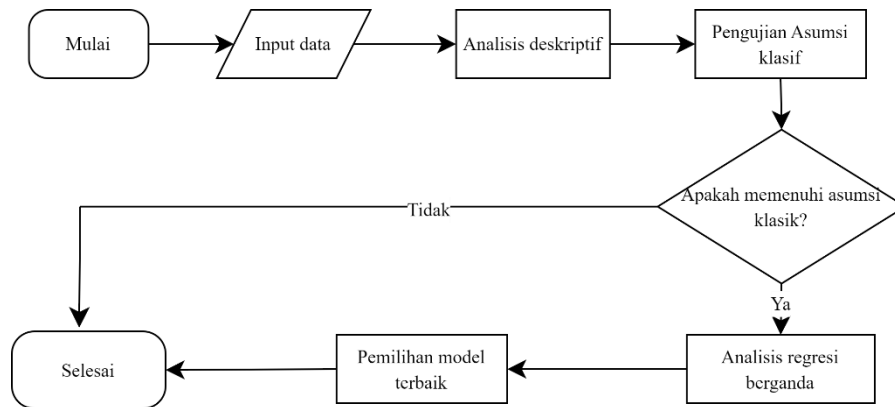 Mulai
Input data
Analisis deskriptif
Pengujian Asumsi
klasif
Apakah memenuhi asumsi
klasik?
Tidak
Ya
Analisis regresi
berganda
Pemilihan model
terbaik
Selesai